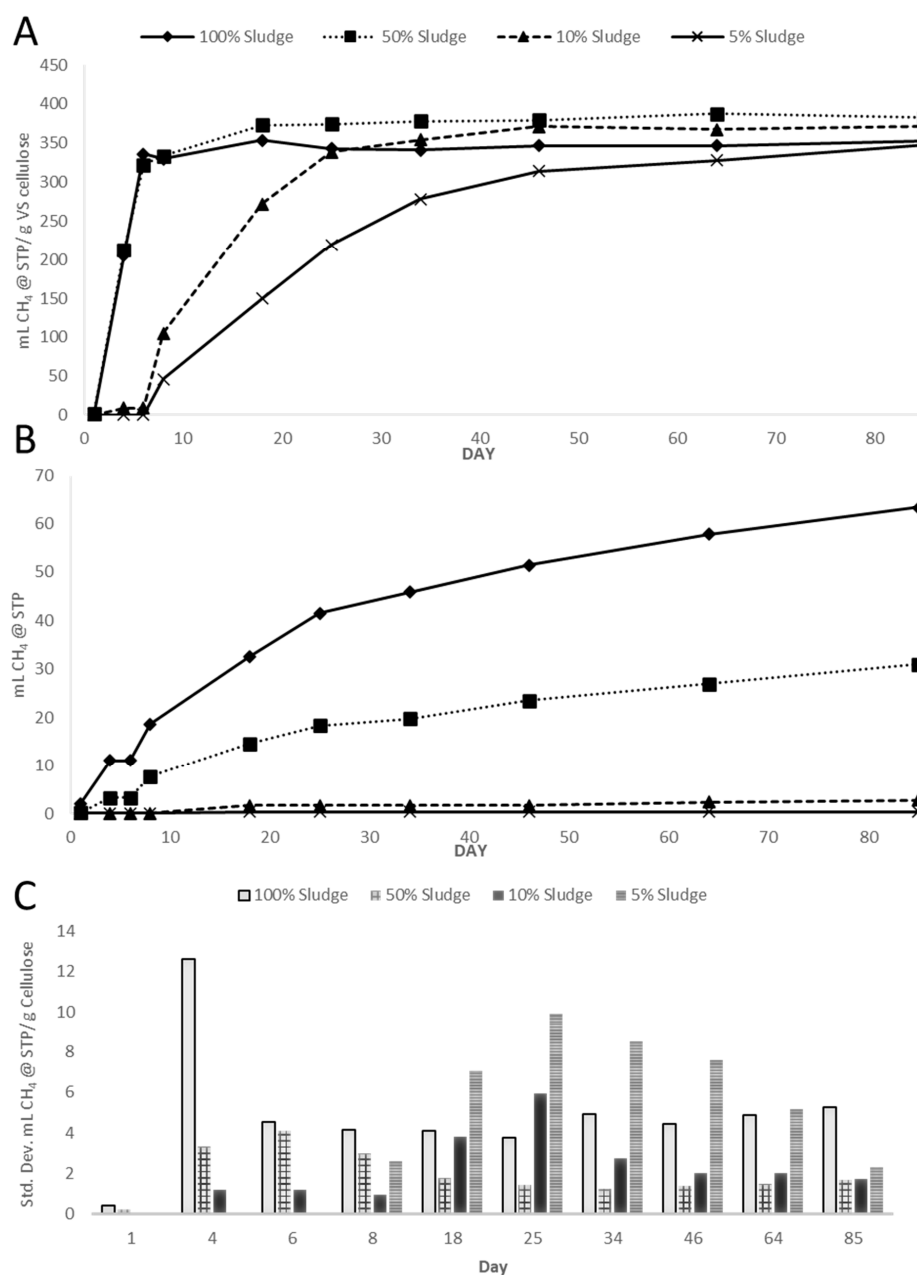 A
100% Sludge 50% Sludge 10% Sludge 5% Sludge
mL CH₄ @ STP/ g VS cellulose
450
400
350
300
250
200
150
100
50
0
0 10 20 30 40 50 60 70 80
DAY
B
mL CH₄ @ STP
70
60
50
40
30
20
10
0
0 10 20 30 40 50 60 70 80
DAY
C
100% Sludge 50% Sludge 10% Sludge 5% Sludge
Std. Dev. mL CH₄ @ STP/ g Cellulose
14
12
10
8
6
4
2
0
1 4 6 8 18 25 34 46 64 85
Day